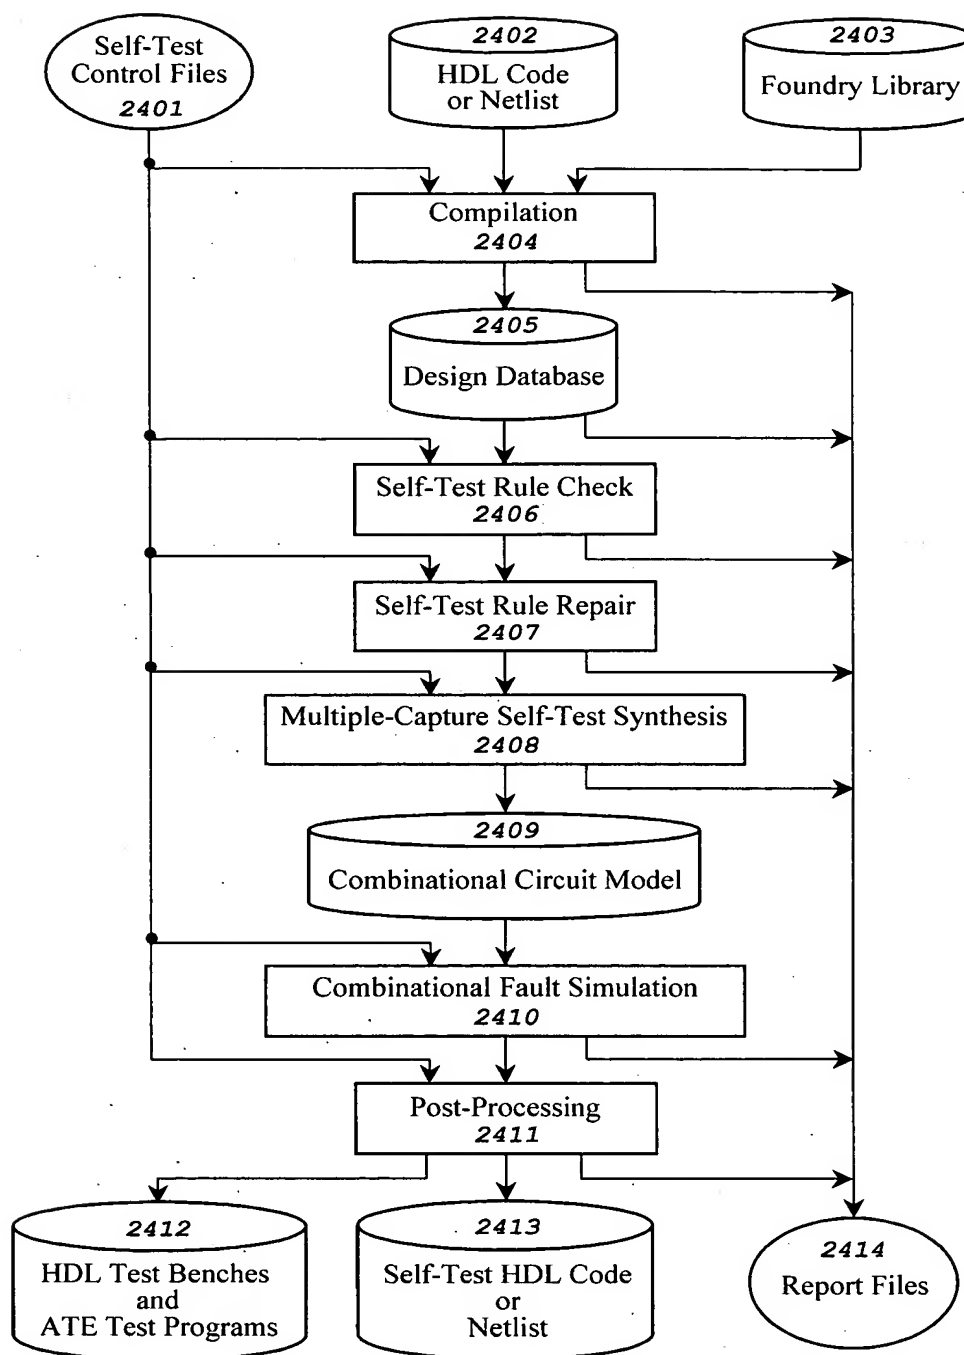 Self-Test
Control Files
2401
2402
HDL Code
or Netlist
2403
Foundry Library
Compilation
2404
2405
Design Database
Self-Test Rule Check
2406
Self-Test Rule Repair
2407
Multiple-Capture Self-Test Synthesis
2408
2409
Combinational Circuit Model
Combinational Fault Simulation
2410
Post-Processing
2411
2412
HDL Test Benches
and
ATE Test Programs
2413
Self-Test HDL Code
or
Netlist
2414
Report Files